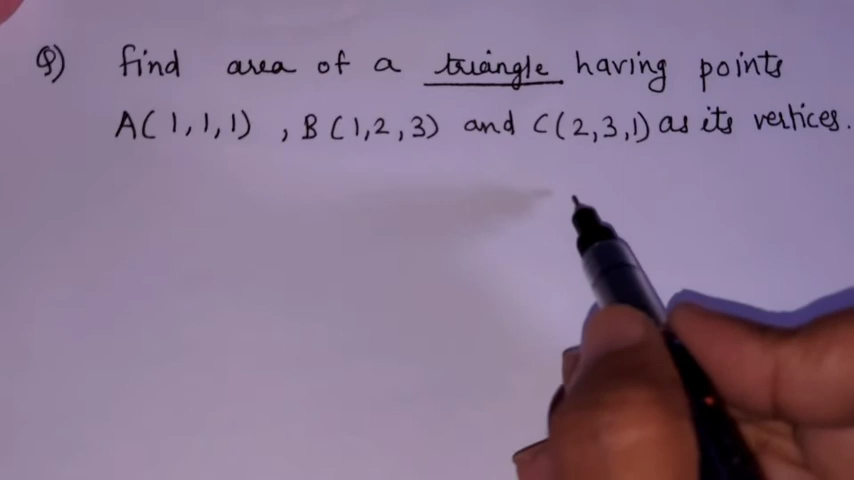 Q) find area of a triangle having points
A(1,1,1) , B (1,2,3) and C(2,3,1) as its vertices.